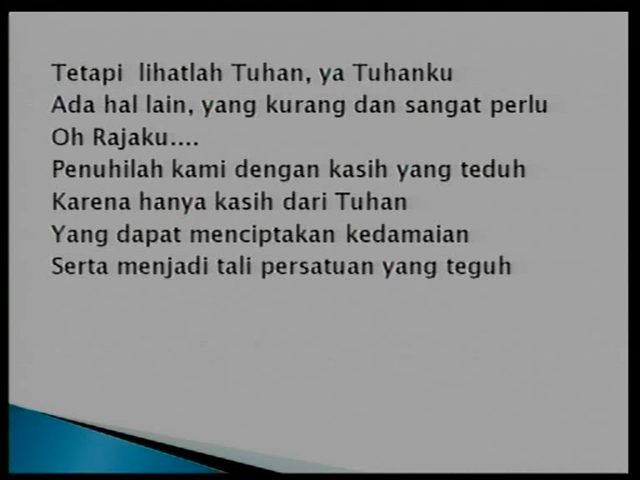 Tetapi  lihatlah Tuhan, ya Tuhanku
Ada hal lain, yang kurang dan sangat perlu
Oh Rajaku....
Penuhilah kami dengan kasih yang teduh
Karena hanya kasih dari Tuhan
Yang dapat menciptakan kedamaian
Serta menjadi tali persatuan yang teguh